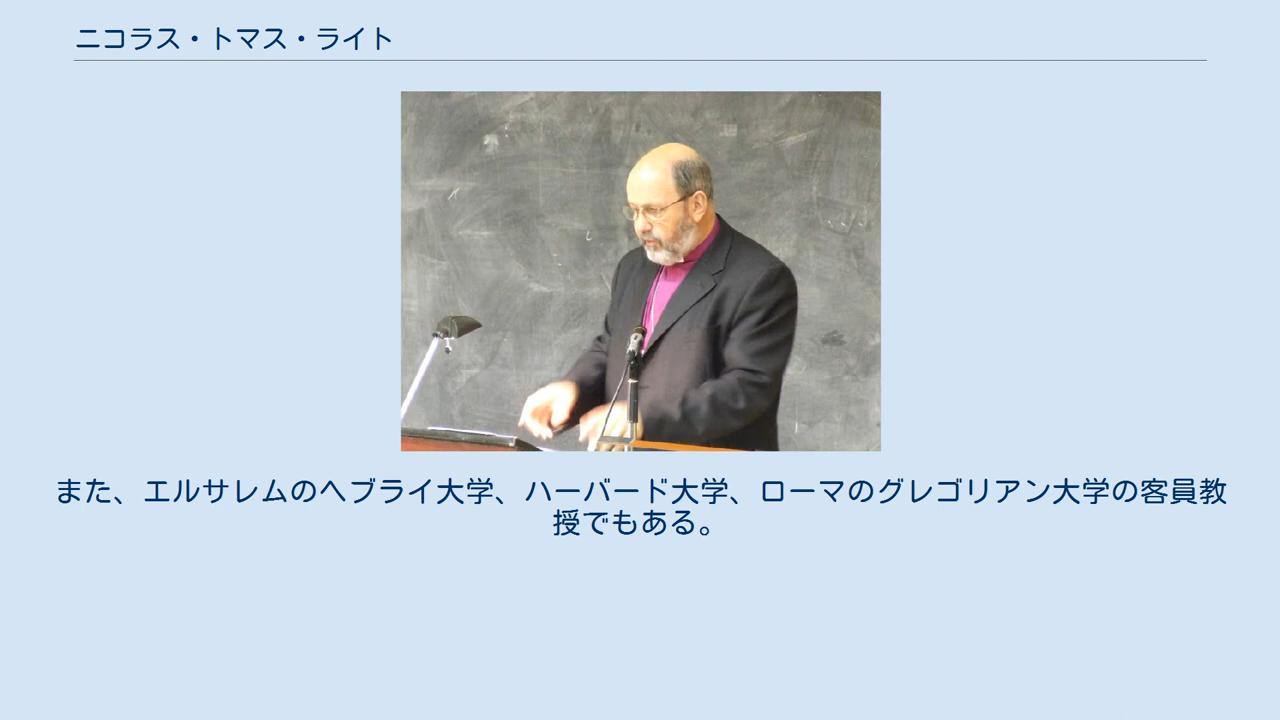 ニコラス・トマス・ライト
また、エルサレムのヘブライ大学、ハーバード大学、ローマのグレゴリアン大学の客員教
授でもある。